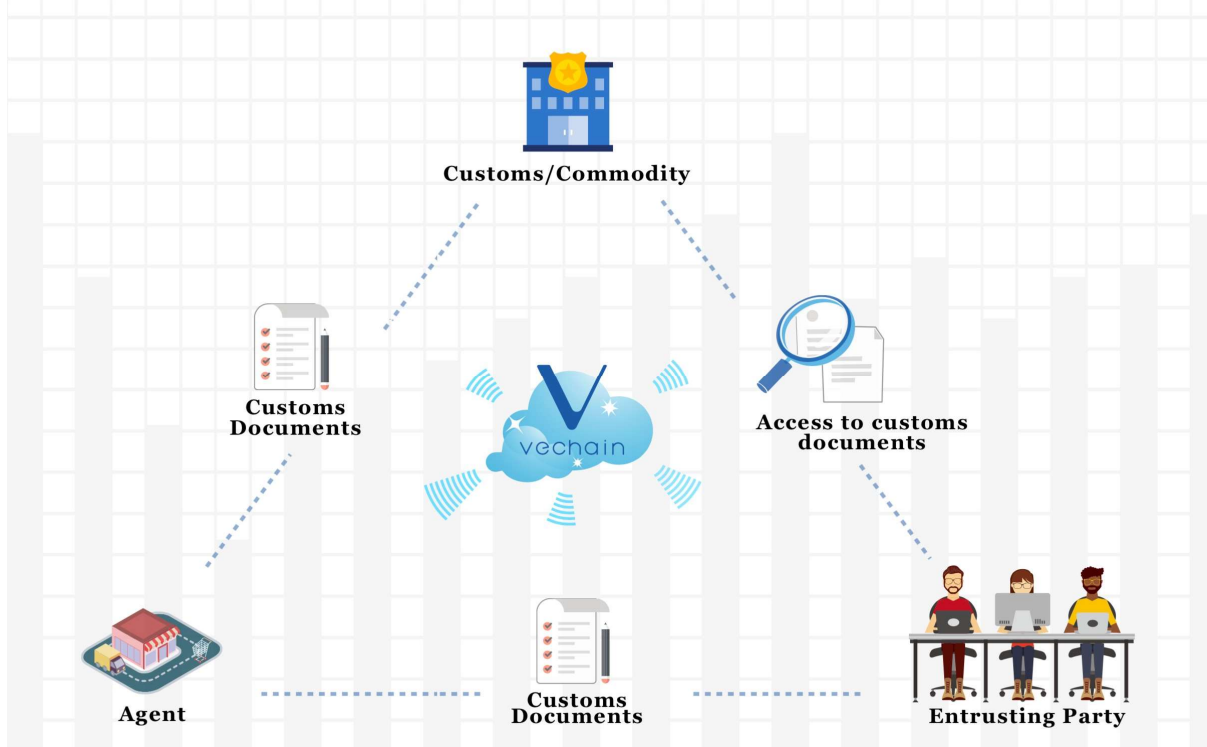 Customs/Commodity
Customs
Documents
vechain
Access to customs
documents
Agent
Customs
Documents
Entrusting Party